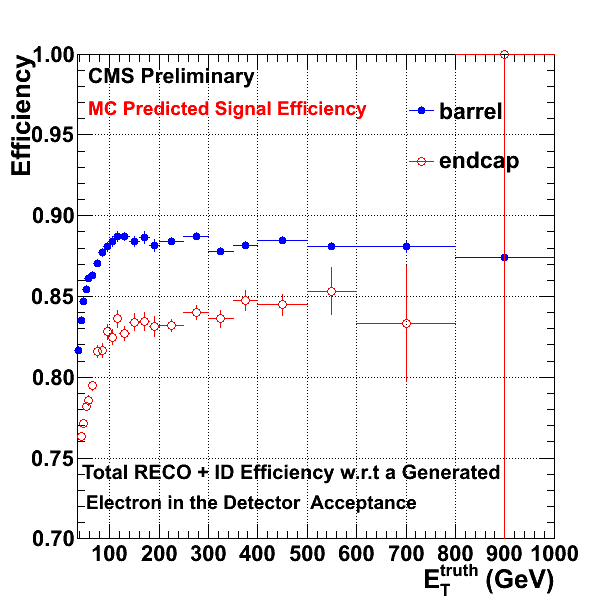 1.00
CMS Preliminary
MC Predicted Signal Efficiency
barrel
endcap
Efficiency
0.95
0.90
0.85
0.80
0.75
0.70
Total RECO + ID Efficiency w.r.t a Generated
Electron in the Detector Acceptance
100 200 300 400 500 600 700 800 900 1000
E_T^truth (GeV)